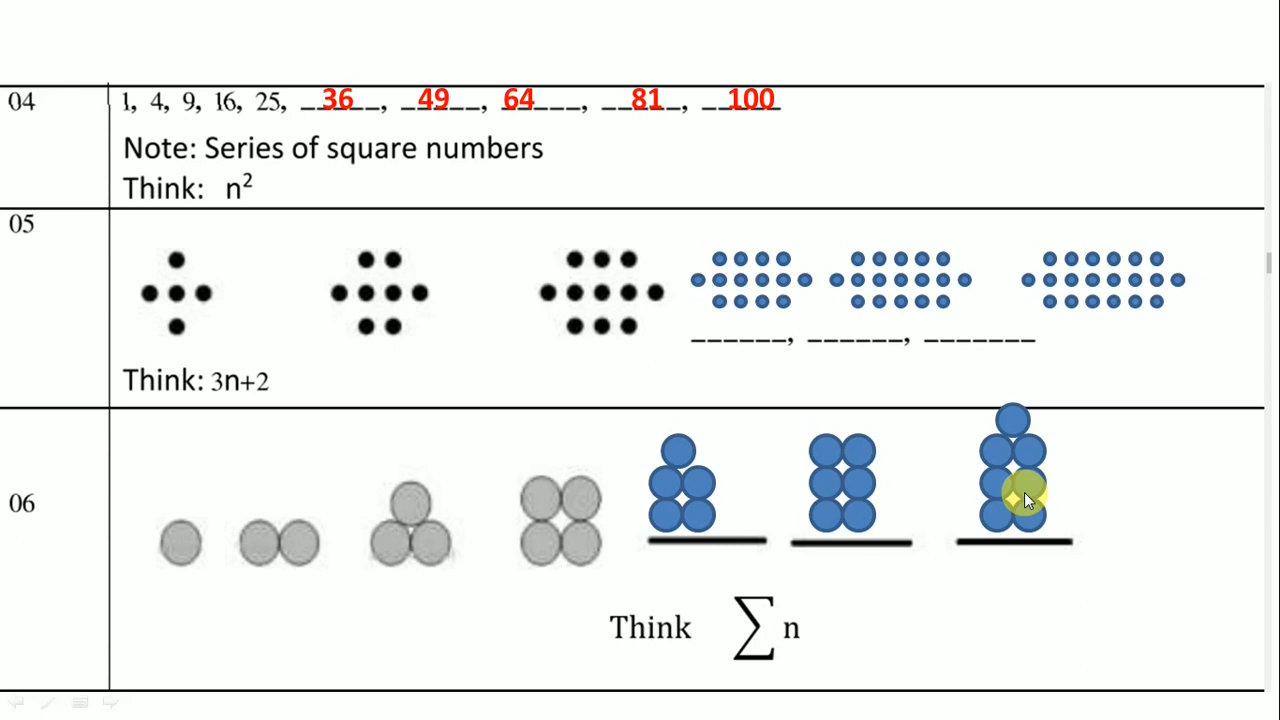 04
1, 4, 9, 16, 25, __36__, __49__, 64____, __81_, __100
Note: Series of square numbers
Think: n²
05
______, ______, _______
Think: 3n+2
06
Think ∑ n